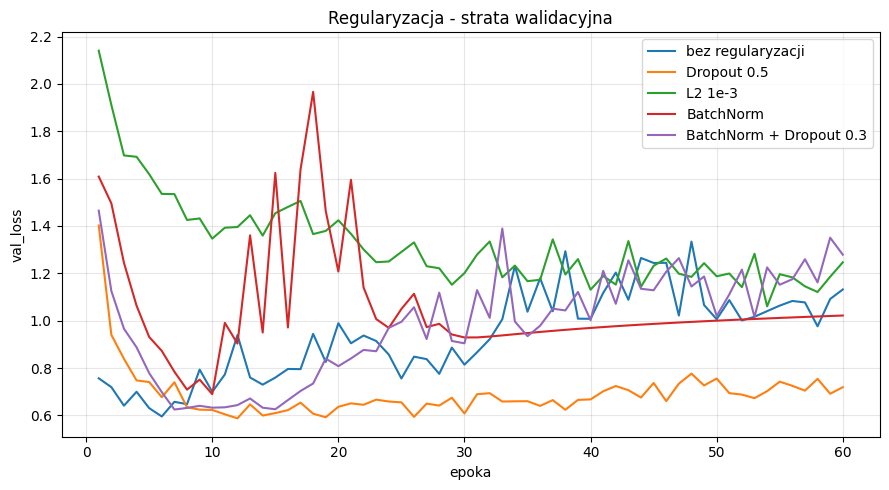 Regularyzacja - strata walidacyjna
val_loss
2.2
2.0
1.8
1.6
1.4
1.2
1.0
0.8
0.6
bez regularyzacji
Dropout 0.5
L2 1e-3
BatchNorm
BatchNorm + Dropout 0.3
0 10 20 30 40 50 60
epoka